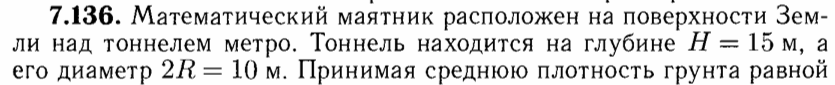 7.136. Математический маятник расположен на поверхности Зем-
ли над тоннелем метро. Тоннель находится на глубине H = 15 м, а
его диаметр 2R = 10 м. Принимая среднюю плотность грунта равной